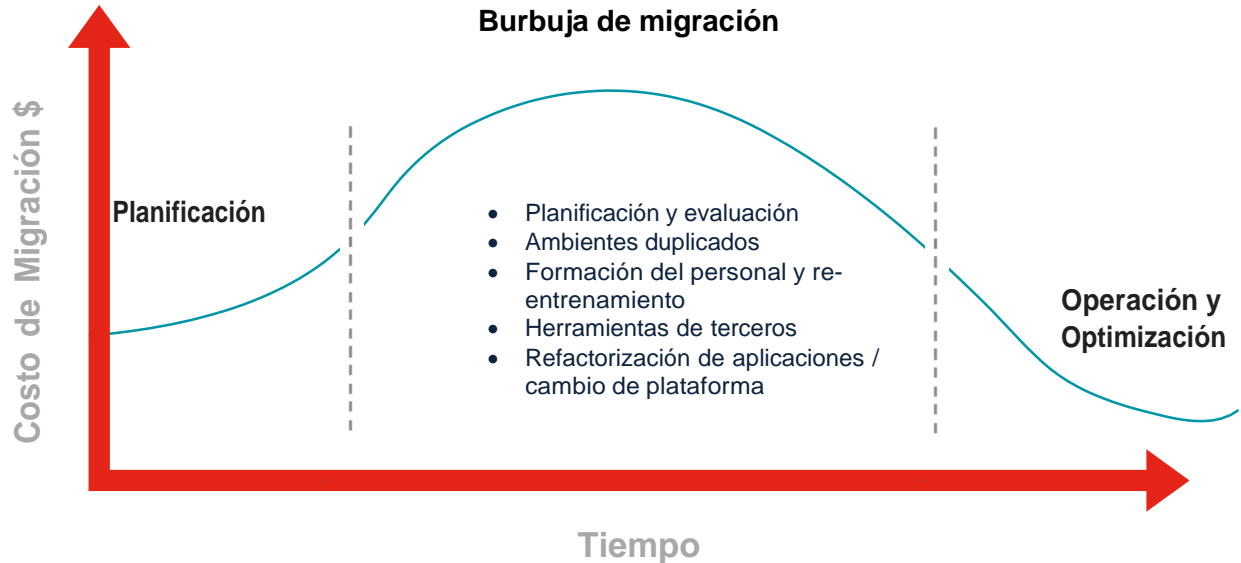 Burbuja de migración
Costo de Migración $
Planificación
• Planificación y evaluación
• Ambientes duplicados
• Formación del personal y re-
entrenamiento
• Herramientas de terceros
• Refactorización de aplicaciones /
cambio de plataforma
Operación y
Optimización
Tiempo